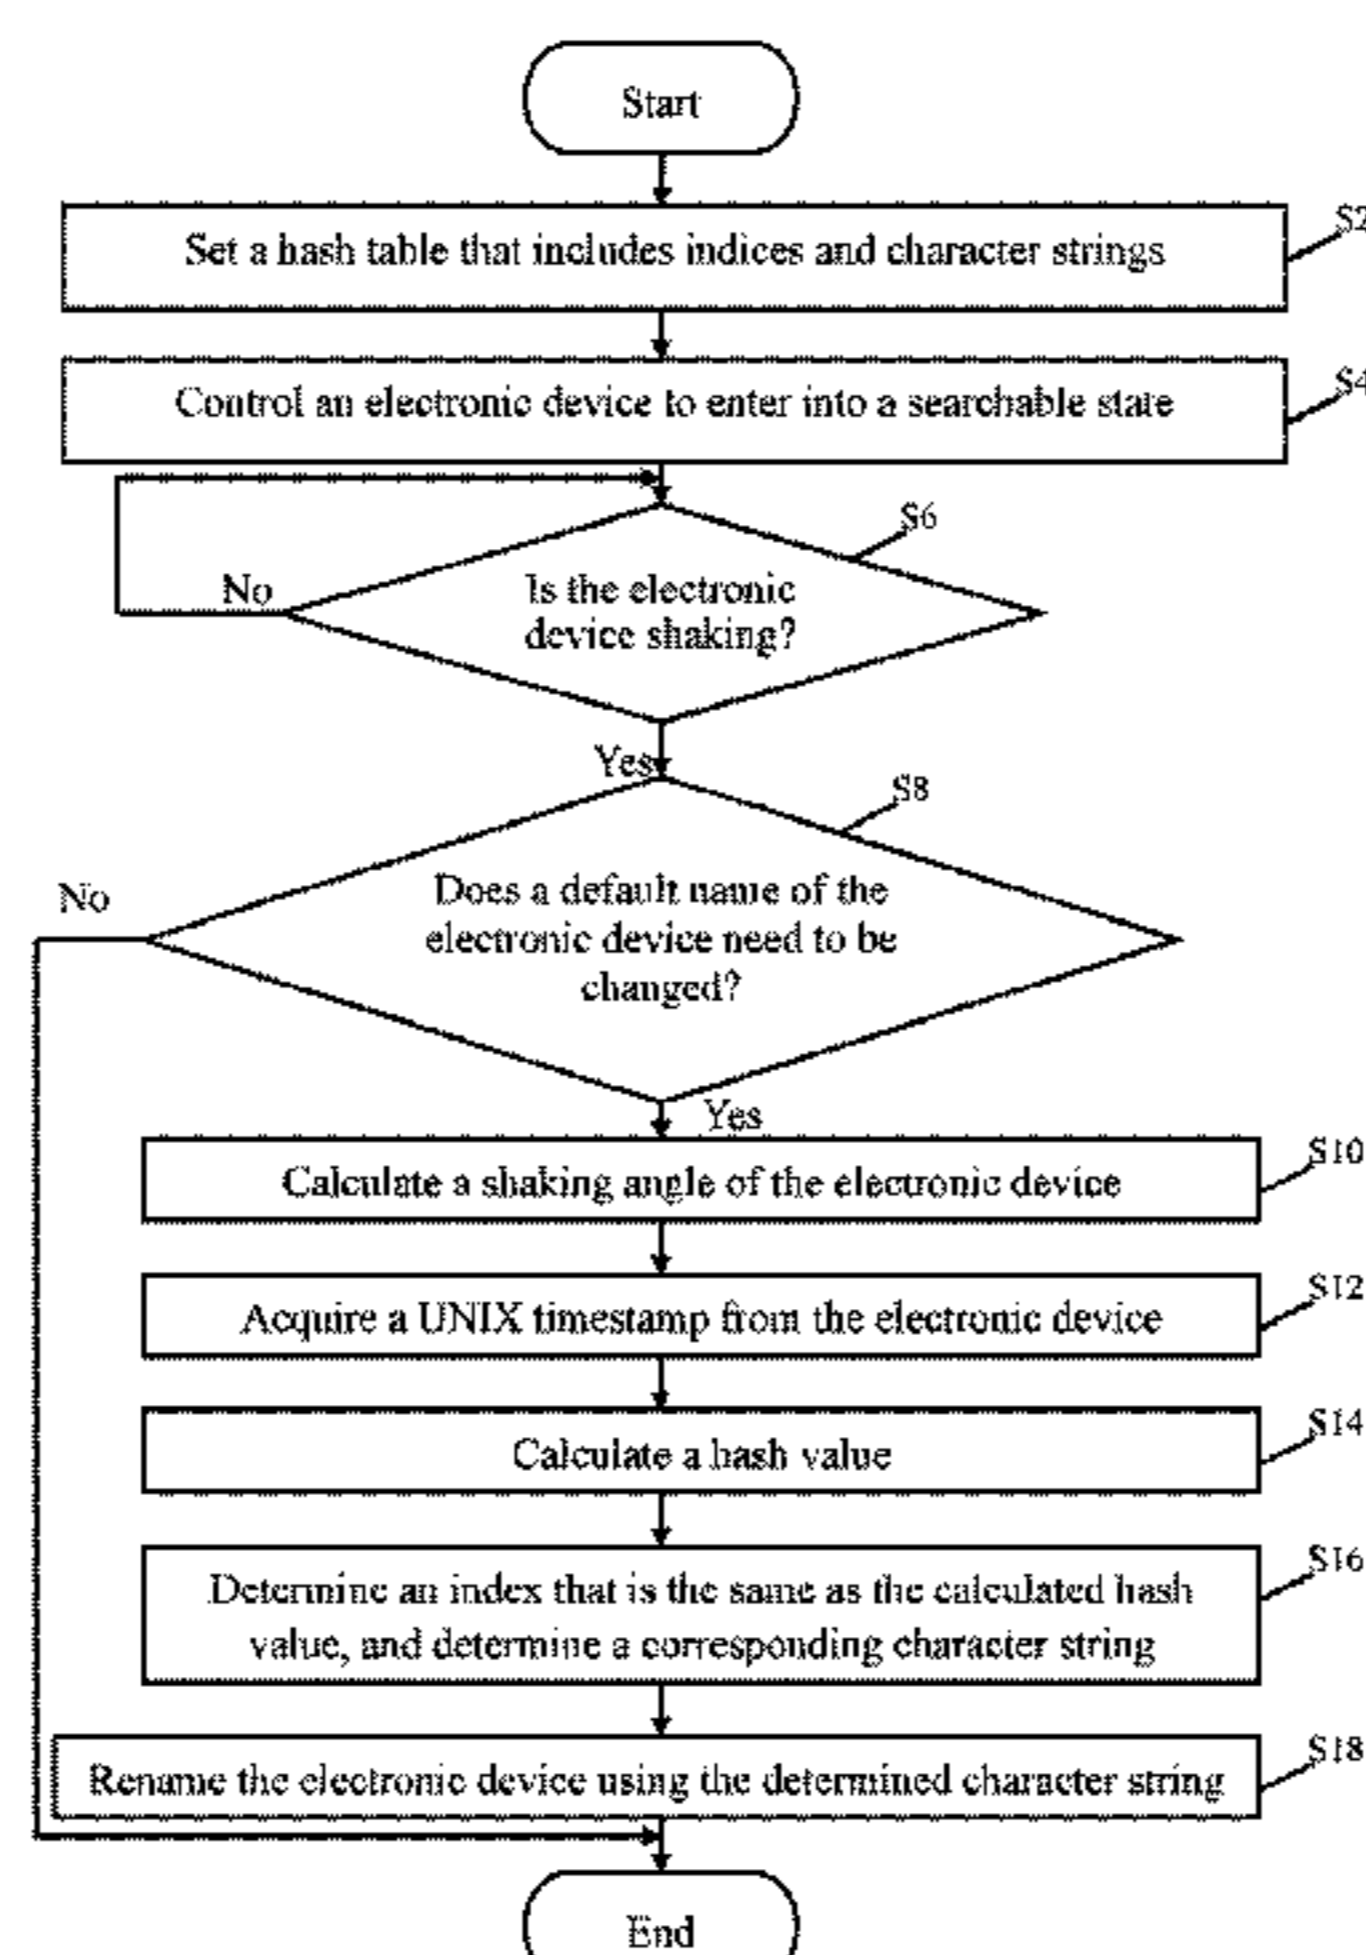 Start
Set a hash table that includes indices and character strings
S2
Control an electronic device to enter into a searchable state
S4
S6
No
Is the electronic
device shaking?
Yes
S8
No
Does a default name of the
electronic device need to be
changed?
Yes
Calculate a shaking angle of the electronic device
S10
Acquire a UNIX timestamp from the electronic device
S12
Calculate a hash value
S14
Determine an index that is the same as the calculated hash
value, and determine a corresponding character string
S16
Rename the electronic device using the determined character string
S18
End